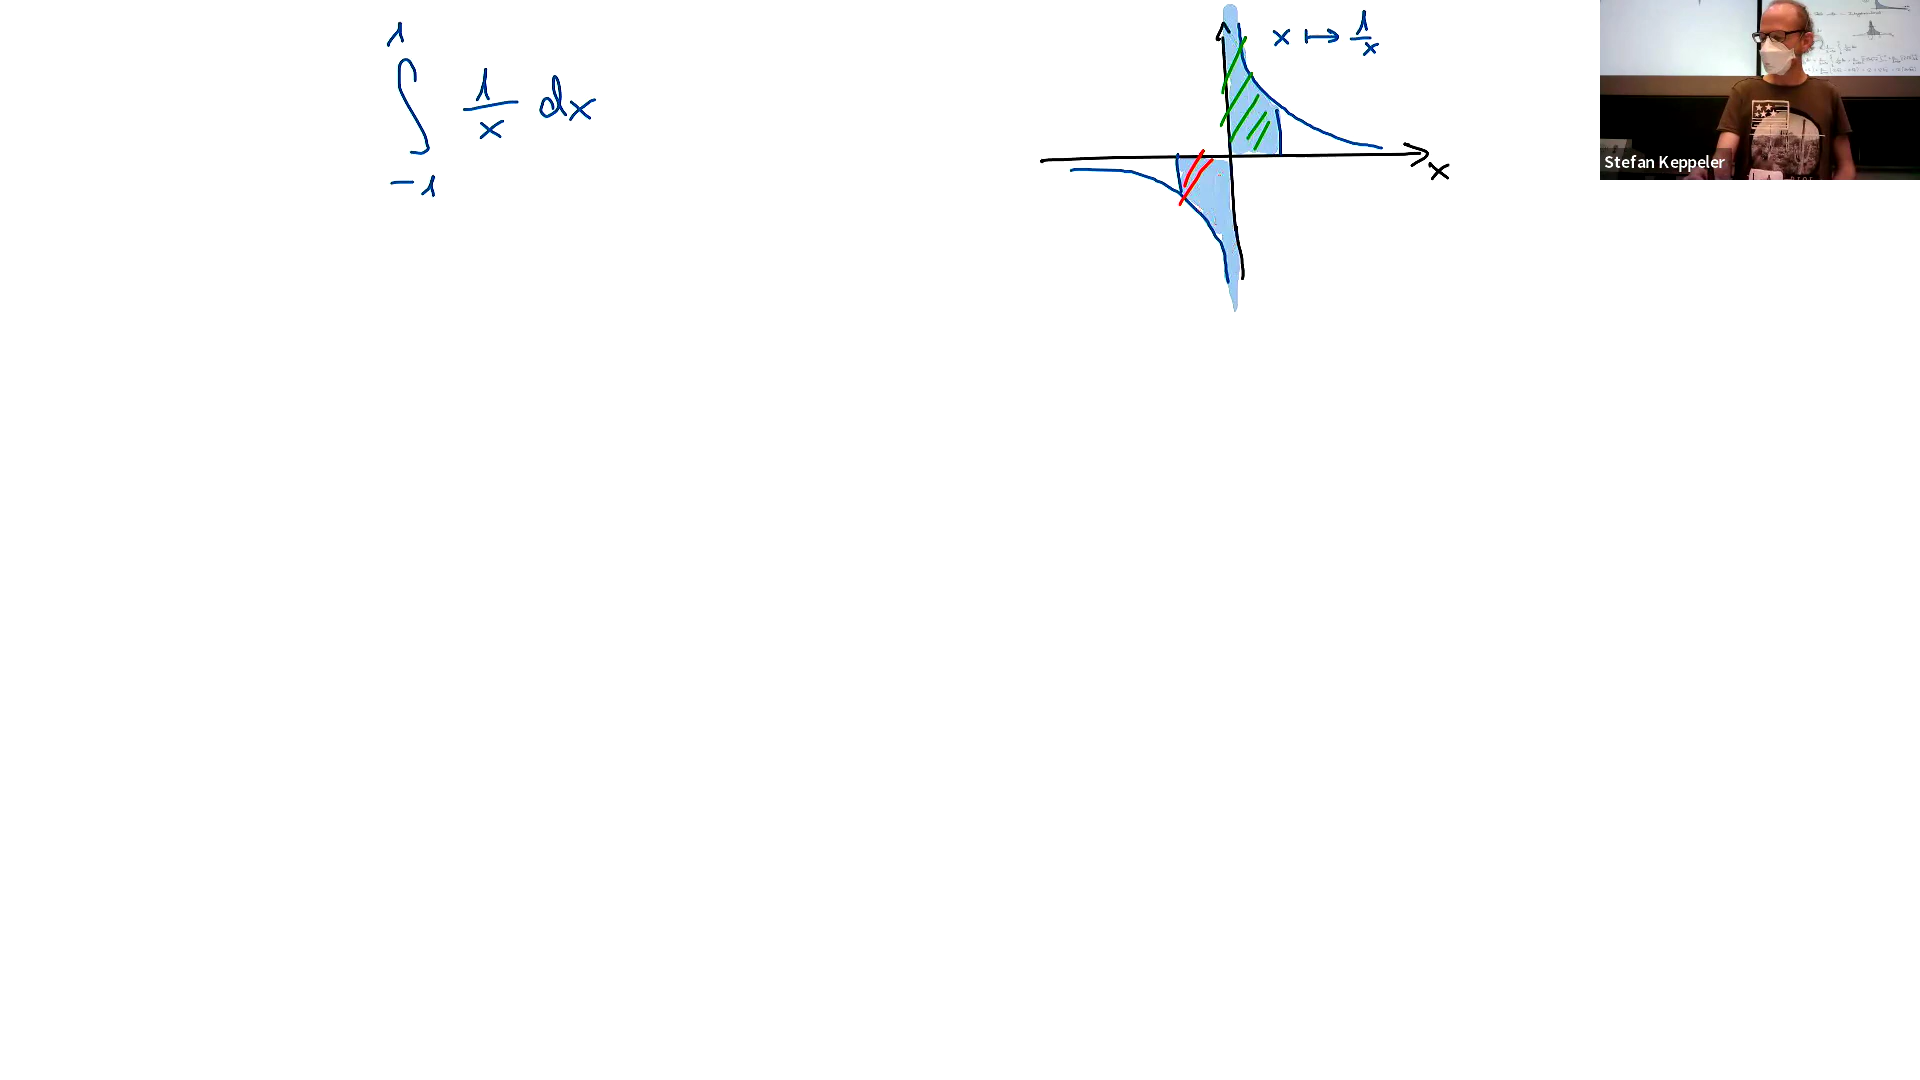 ∫_{-1}^{1} 1/x dx
x ↦ 1/x
x
Stefan Keppeler